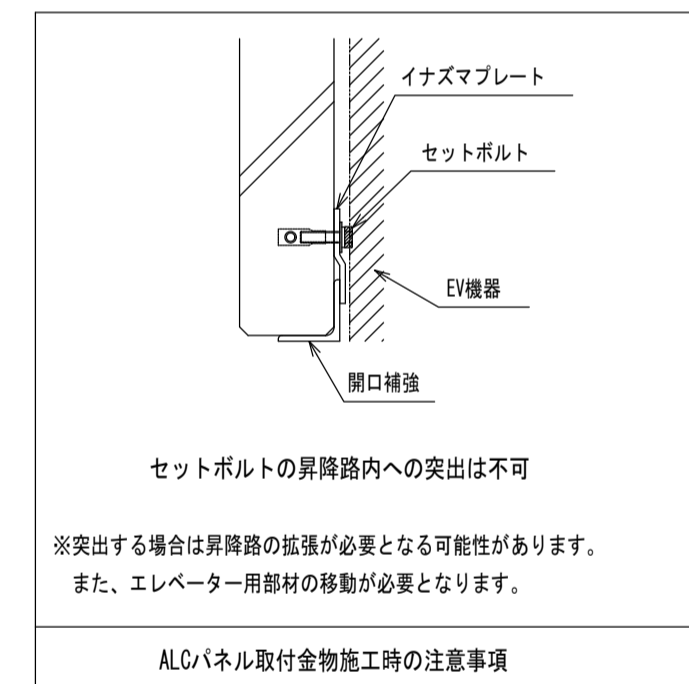 イナズマプレート
セットボルト
EV機器
開口補強
セットボルトの昇降路内への突出は不可
※突出する場合は昇降路の拡張が必要となる可能性があります。
また、エレベーター用部材の移動が必要となります。
ALCパネル取付金物施工時の注意事項